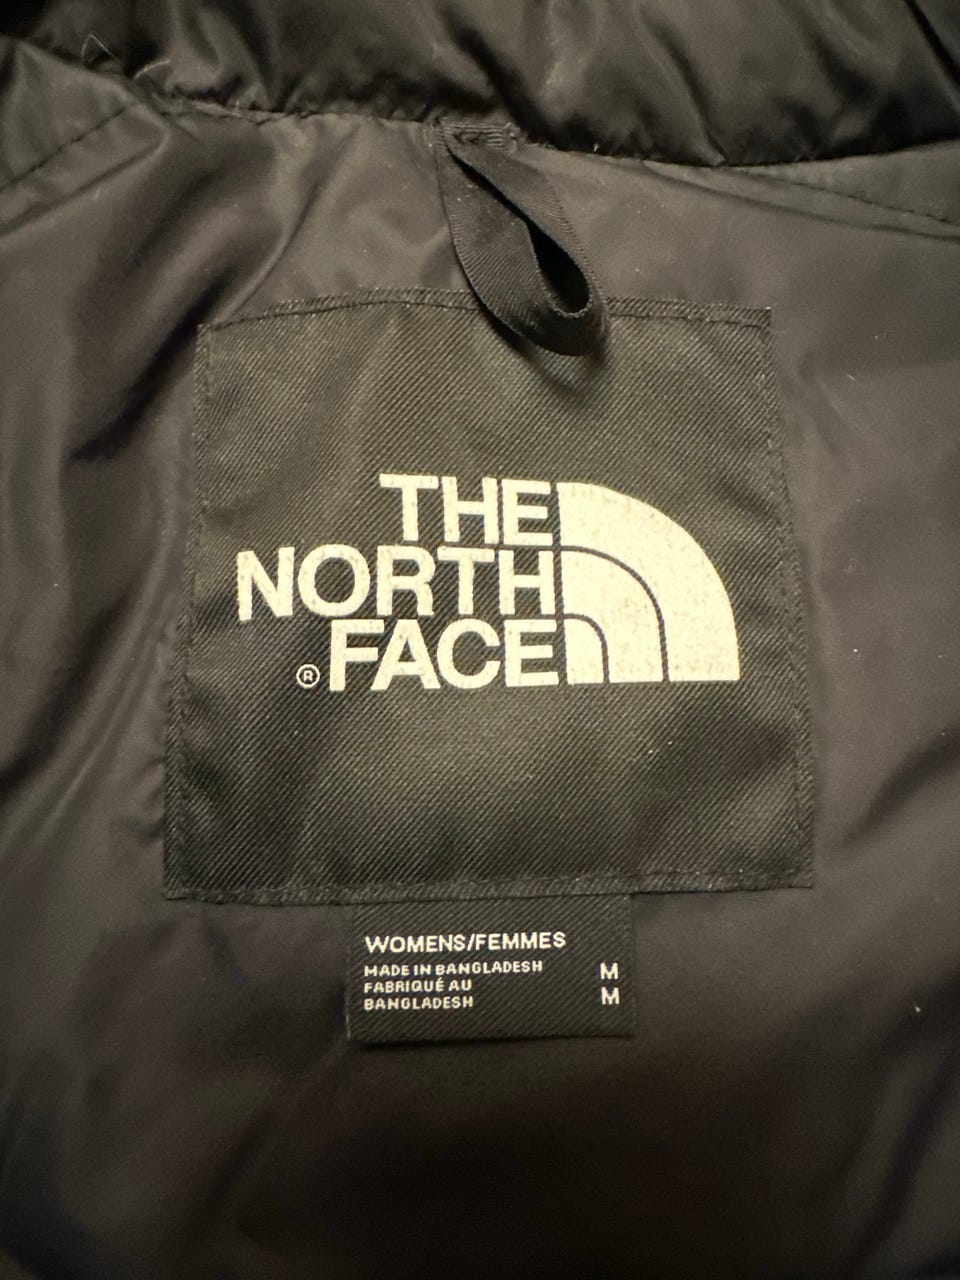 THE
NORTH
® FACE
WOMENS/FEMMES
MADE IN BANGLADESH M
FABRIQUÉ AU
BANGLADESH M